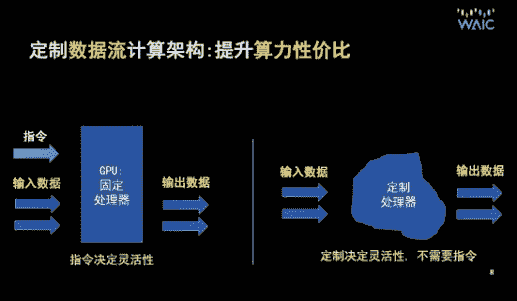 WAIC
定制数据流计算架构:提升算力性价比
指令
输入数据
GPU:
固定
处理器
输出数据
指令决定灵活性
输入数据
定制
处理器
输出数据
定制决定灵活性，不需要指令